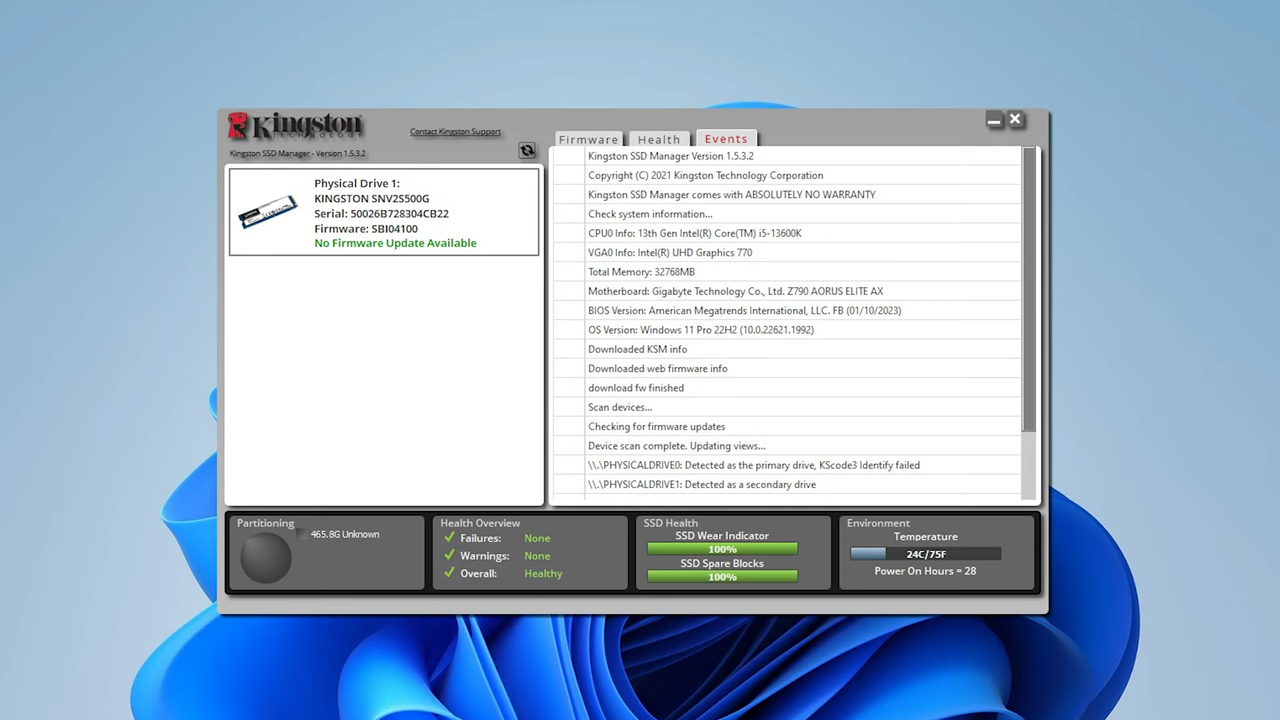 Kingston
TECHNOLOGY
Kingston SSD Manager - Version 1.5.3.2
Contact Kingston Support
Firmware
Health
Events
Physical Drive 1:
KINGSTON SNV2S500G
Serial: 50026B728304CB22
Firmware: SBI04100
No Firmware Update Available
Kingston SSD Manager Version 1.5.3.2
Copyright (C) 2021 Kingston Technology Corporation
Kingston SSD Manager comes with ABSOLUTELY NO WARRANTY
Check system information...
CPU0 Info: 13th Gen Intel(R) Core(TM) i5-13600K
VGA0 Info: Intel(R) UHD Graphics 770
Total Memory: 32768MB
Motherboard: Gigabyte Technology Co., Ltd. Z790 AORUS ELITE AX
BIOS Version: American Megatrends International, LLC. FB (01/10/2023)
OS Version: Windows 11 Pro 22H2 (10.0.22621.1992)
Downloaded KSM info
Downloaded web firmware info
download fw finished
Scan devices...
Checking for firmware updates
Device scan complete. Updating views...
\\.\PHYSICALDRIVE0: Detected as the primary drive, KScode3 Identify failed
\\.\PHYSICALDRIVE1: Detected as a secondary drive
Partitioning
465.8G Unknown
Health Overview
Failures: None
Warnings: None
Overall: Healthy
SSD Health
SSD Wear Indicator
100%
SSD Spare Blocks
100%
Environment
Temperature
24C/75F
Power On Hours = 28